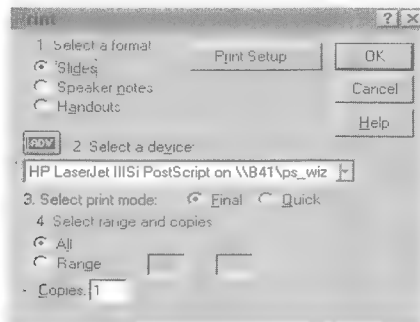 Print
1 Select a format
Slides
Speaker notes
Handouts
Print Setup
OK
Cancel
Help
ADV 2 Select a device:
HP LaserJet IIISi PostScript on \\B41\ps_wiz
3. Select print mode: Final Quick
4 Select range and copies
All
Range
Copies: 1